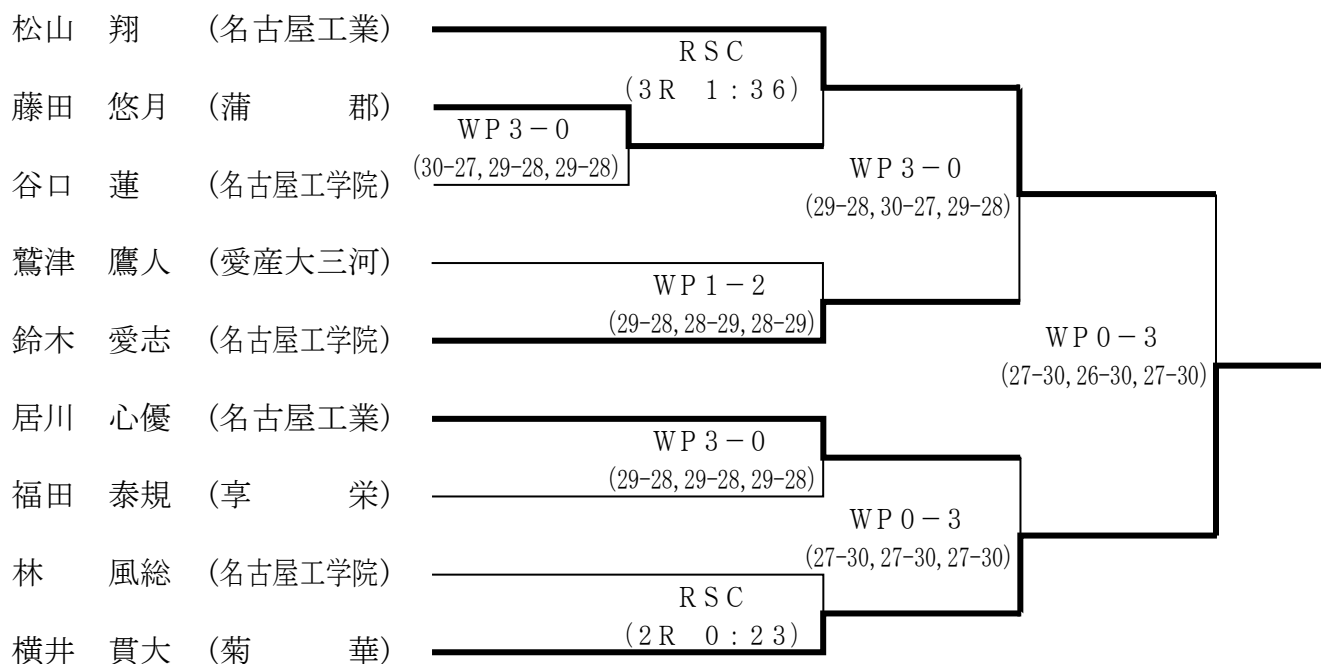 松山 翔 (名古屋工業)
RSC
(3R 1:36)
藤田 悠月 (蒲 郡)
WP3-0
(30-27, 29-28, 29-28)
谷口 蓮 (名古屋工学院)
WP3-0
(29-28, 30-27, 29-28)
鷲津 鷹人 (愛産大三河)
WP1-2
(29-28, 28-29, 28-29)
鈴木 愛志 (名古屋工学院)
WP0-3
(27-30, 26-30, 27-30)
居川 心優 (名古屋工業)
WP3-0
(29-28, 29-28, 29-28)
福田 泰規 (享 栄)
WP0-3
(27-30, 27-30, 27-30)
林 風総 (名古屋工学院)
RSC
(2R 0:23)
横井 貫大 (菊 華)